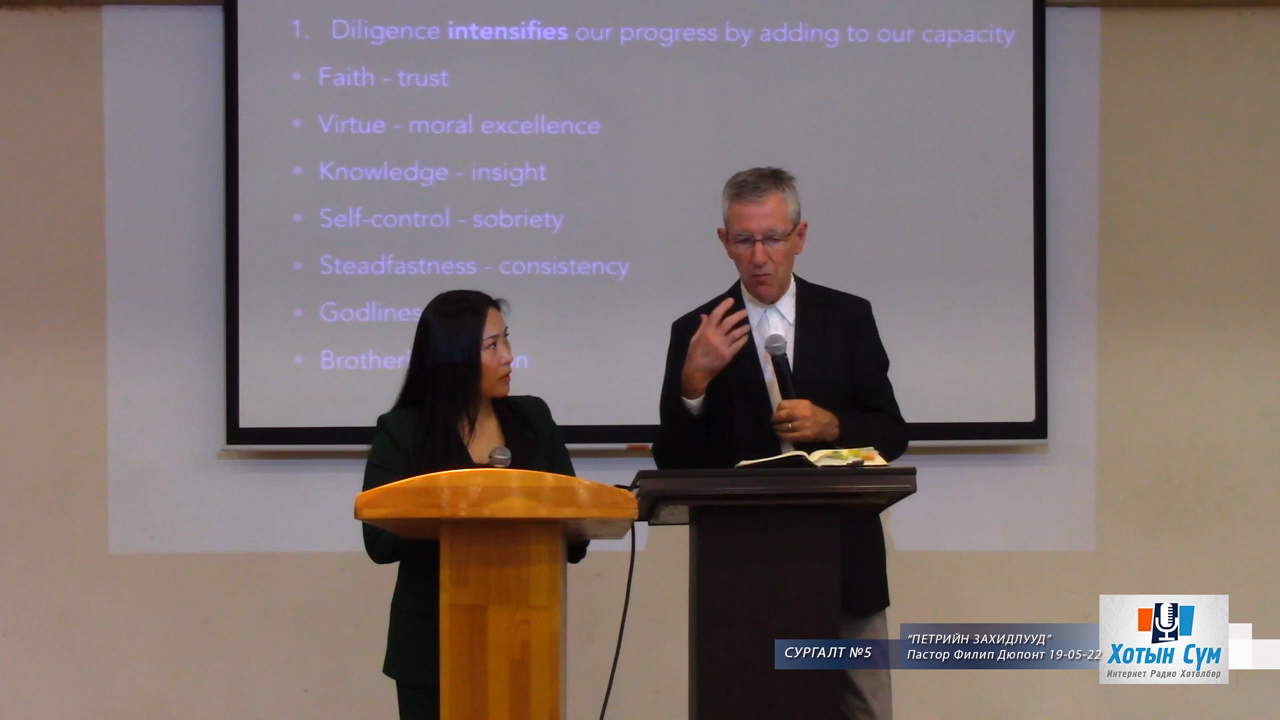 1. Diligence intensifies our progress by adding to our capacity
• Faith - trust
• Virtue - moral excellence
• Knowledge - insight
• Self-control - sobriety
• Steadfastness - consistency
СУРГАЛТ №5
"ПЕТРИЙН ЗАХИДЛУУД"
Пастор Филип Дюпонт 19-05-22
Хотын Сүм
Интернет Радио Хөтөлбөр